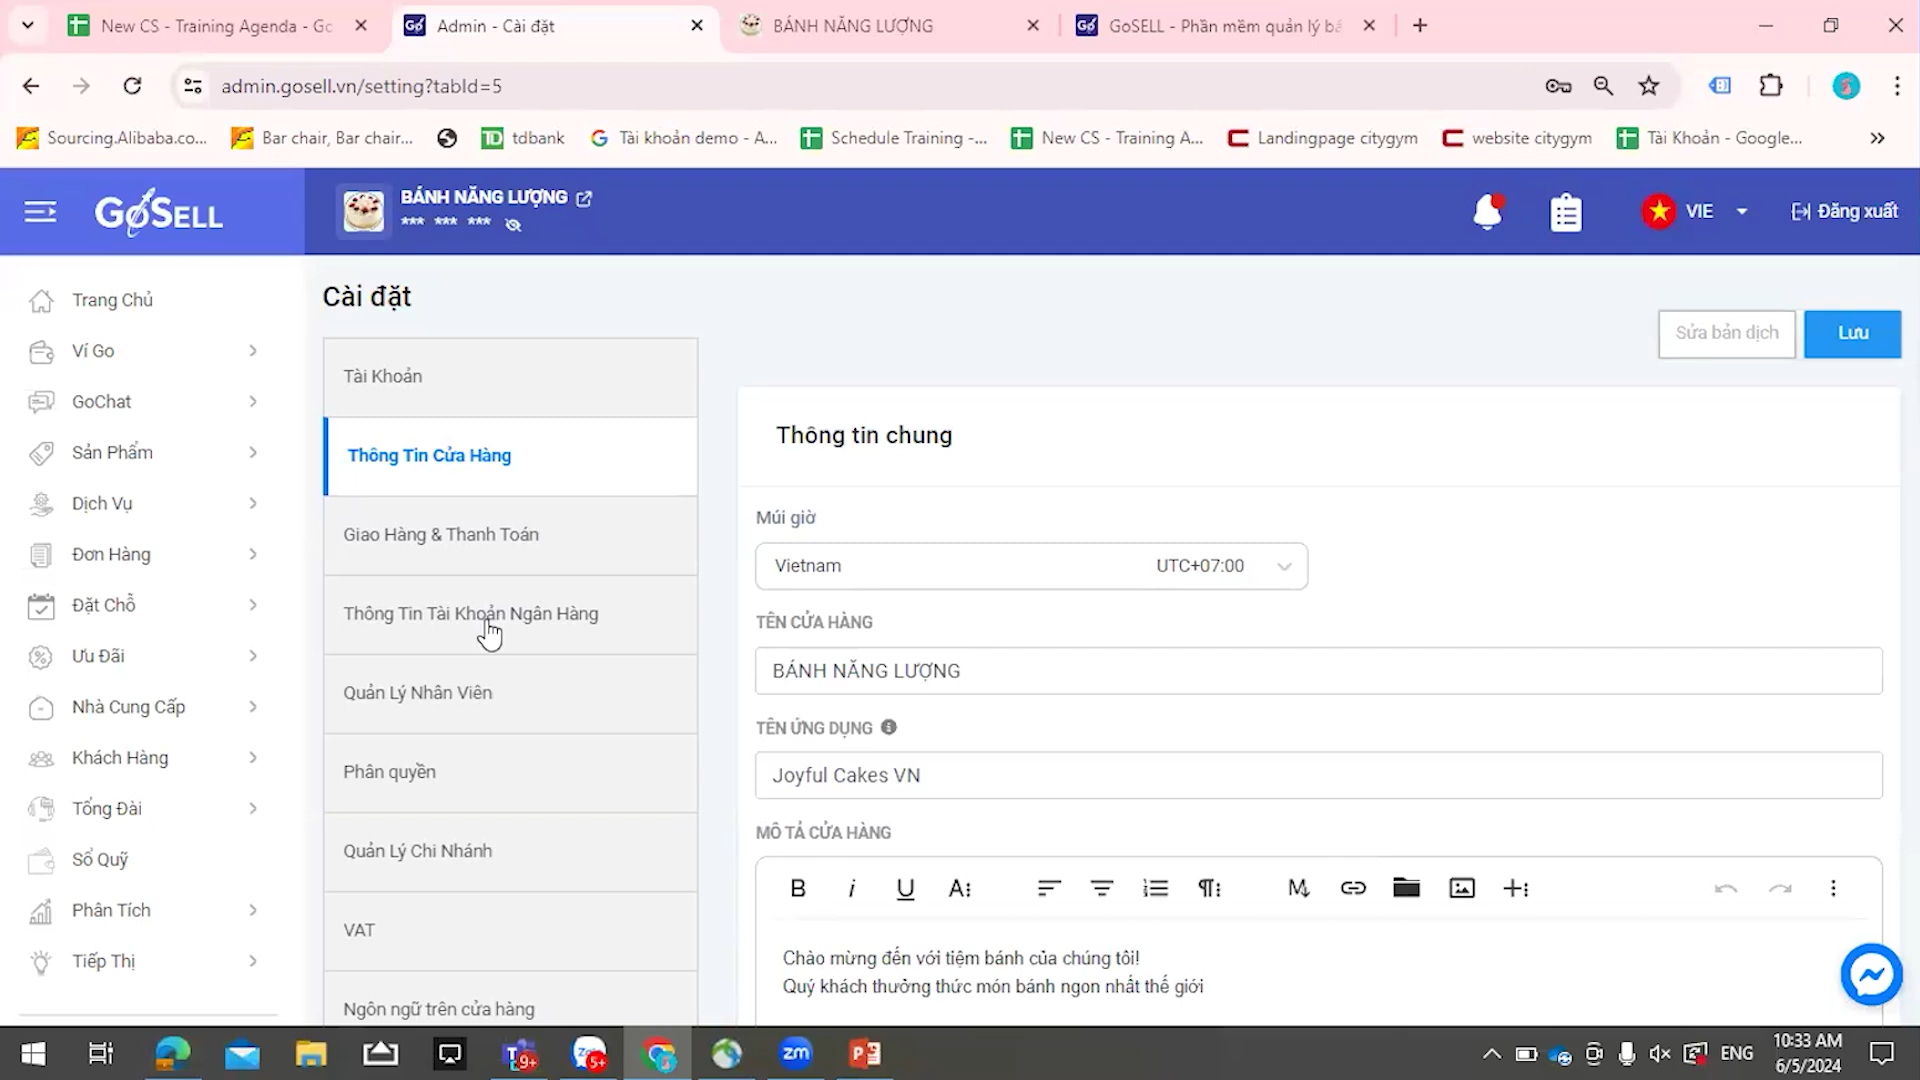 New CS - Training Agenda - Gc
Admin - Cài đặt
BÁNH NĂNG LƯỢNG
GoSELL - Phần mềm quản lý bá
admin.gosell.vn/setting?tabId=5
Sourcing.Alibaba.co...
Bar chair, Bar chair...
tdbank
Tài khoản demo - A...
Schedule Training -...
New CS - Training A...
Landingpage citygym
website citygym
Tài Khoản - Google...
GoSELL
BÁNH NĂNG LƯỢNG
*** *** ***
VIE
Đăng xuất
Trang Chủ
Ví Go
GoChat
Sản Phẩm
Dịch Vụ
Đơn Hàng
Đặt Chỗ
Ưu Đãi
Nhà Cung Cấp
Khách Hàng
Tổng Đài
Sổ Quỹ
Phân Tích
Tiếp Thị
Cài đặt
Tài Khoản
Thông Tin Cửa Hàng
Giao Hàng & Thanh Toán
Thông Tin Tài Khoản Ngân Hàng
Quản Lý Nhân Viên
Phân quyền
Quản Lý Chi Nhánh
VAT
Ngôn ngữ trên cửa hàng
Sửa bản dịch
Lưu
Thông tin chung
Múi giờ
Vietnam UTC+07:00
TÊN CỬA HÀNG
BÁNH NĂNG LƯỢNG
TÊN ỨNG DỤNG
Joyful Cakes VN
MÔ TẢ CỬA HÀNG
Chào mừng đến với tiệm bánh của chúng tôi!
Quý khách thưởng thức món bánh ngon nhất thế giới
9+
5+
zm
ENG
10:33 AM
6/5/2024